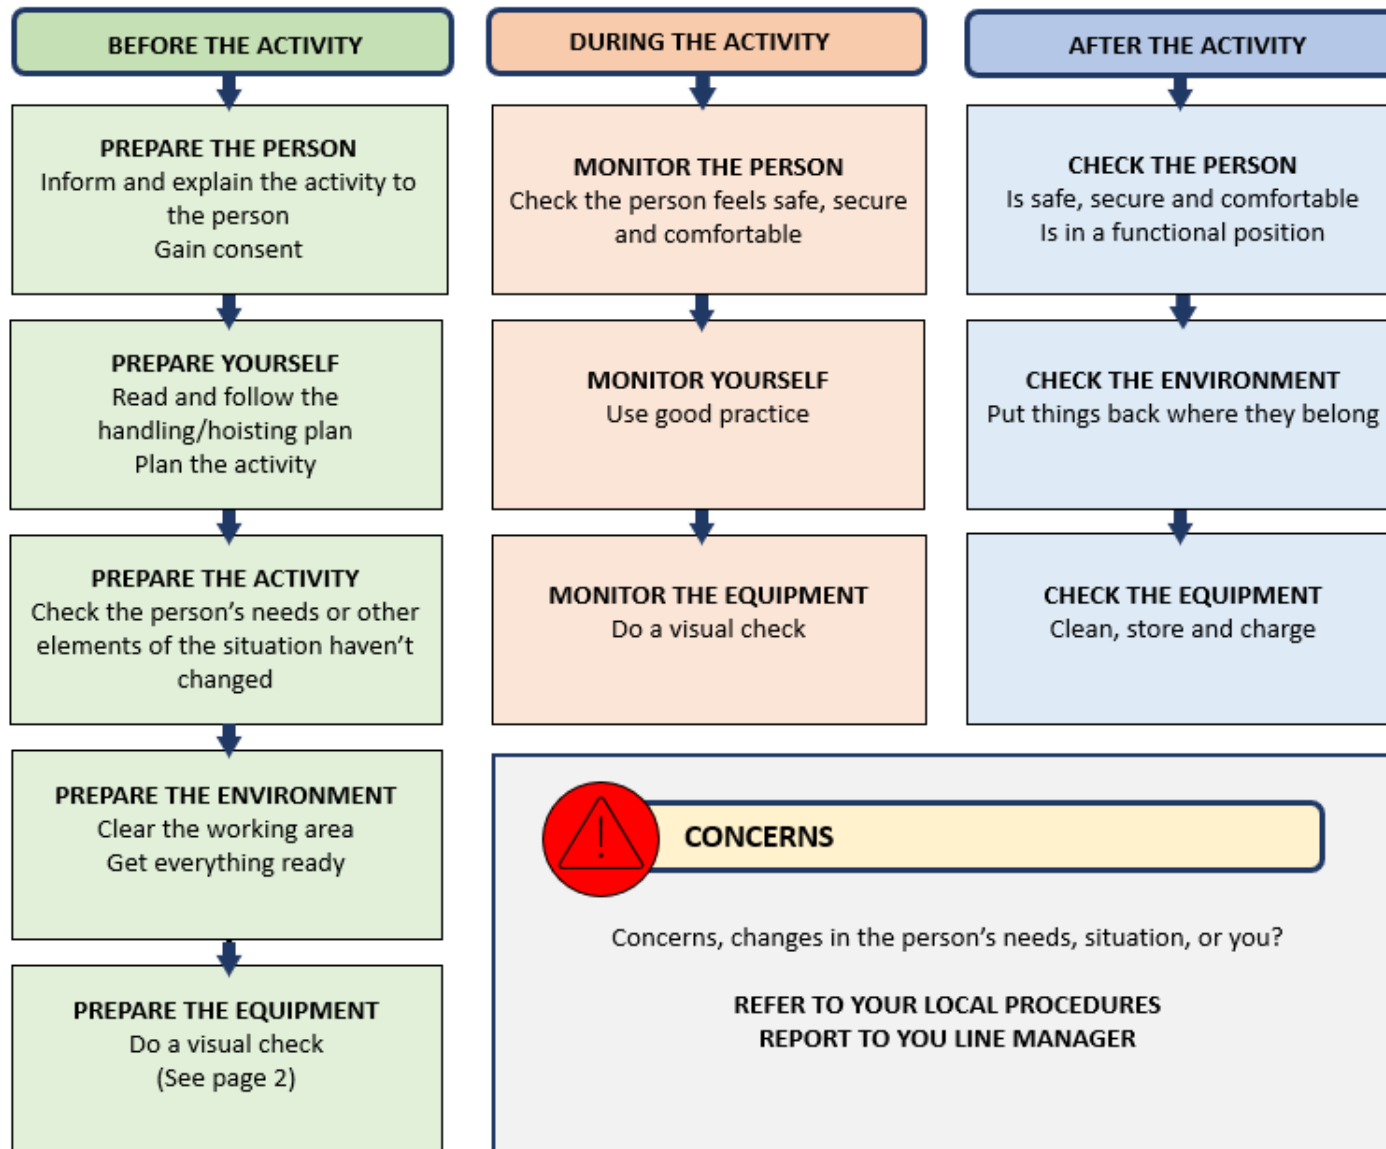 BEFORE THE ACTIVITY
PREPARE THE PERSON
Inform and explain the activity to
the person
Gain consent
PREPARE YOURSELF
Read and follow the
handling/hoisting plan
Plan the activity
PREPARE THE ACTIVITY
Check the person's needs or other
elements of the situation haven't
changed
PREPARE THE ENVIRONMENT
Clear the working area
Get everything ready
PREPARE THE EQUIPMENT
Do a visual check
(See page 2)
DURING THE ACTIVITY
MONITOR THE PERSON
Check the person feels safe, secure
and comfortable
MONITOR YOURSELF
Use good practice
MONITOR THE EQUIPMENT
Do a visual check
AFTER THE ACTIVITY
CHECK THE PERSON
Is safe, secure and comfortable
Is in a functional position
CHECK THE ENVIRONMENT
Put things back where they belong
CHECK THE EQUIPMENT
Clean, store and charge
CONCERNS
Concerns, changes in the person's needs, situation, or you?
REFER TO YOUR LOCAL PROCEDURES
REPORT TO YOU LINE MANAGER